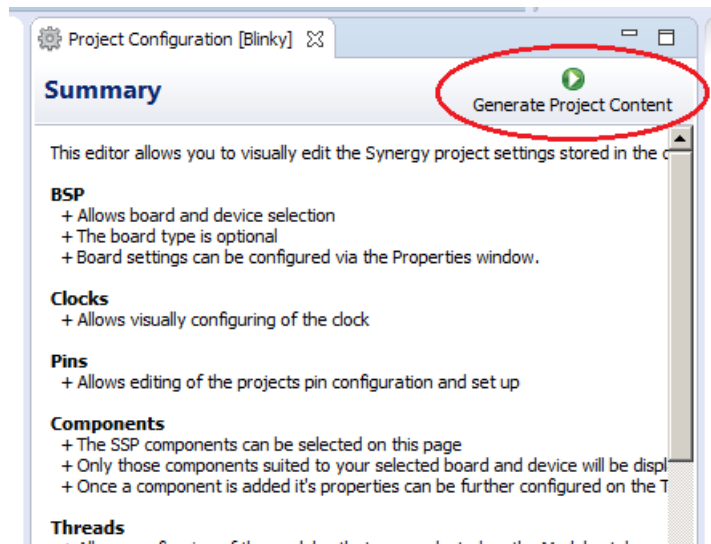 Project Configuration [Blinky]
Summary
Generate Project Content
This editor allows you to visually edit the Synergy project settings stored in the
BSP
+ Allows board and device selection
+ The board type is optional
+ Board settings can be configured via the Properties window.
Clocks
+ Allows visually configuring of the clock
Pins
+ Allows editing of the projects pin configuration and set up
Components
+ The SSP components can be selected on this page
+ Only those components suited to your selected board and device will be displ
+ Once a component is added it's properties can be further configured on the T
Threads